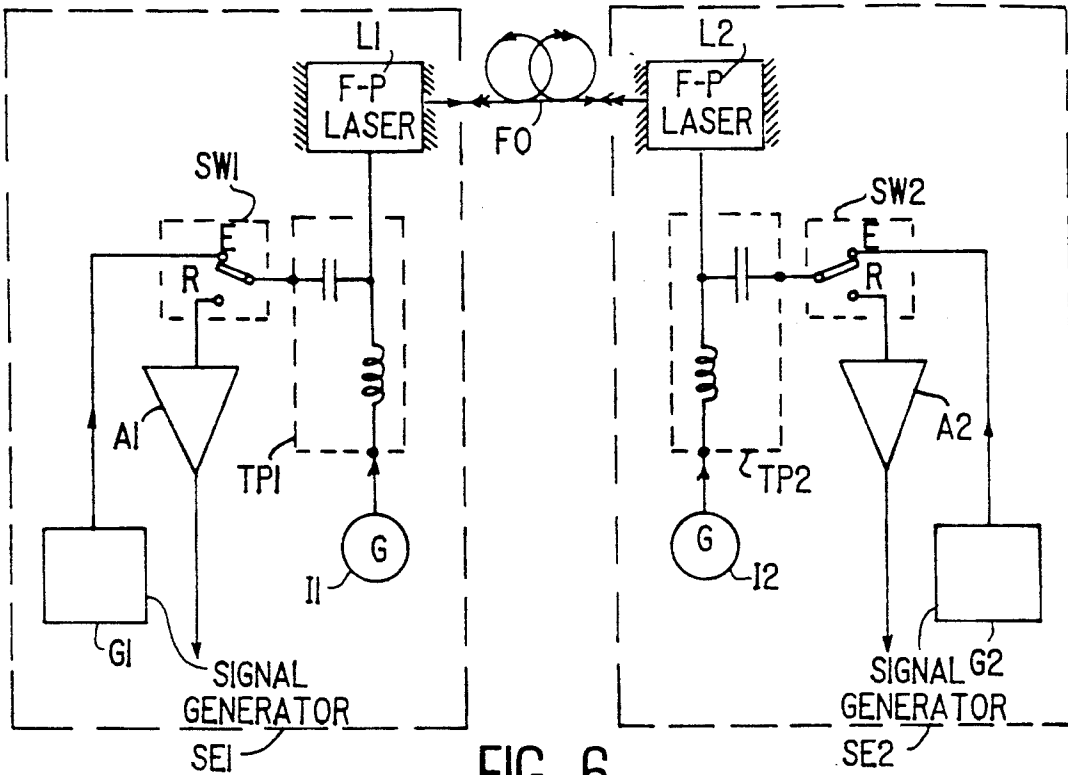 L1
F-P
LASER
FO
L2
F-P
LASER
SW1
E
R
SW2
E
R
A1
TP1
G
I1
G1
SIGNAL
GENERATOR
SE1
A2
TP2
G
I2
G2
SIGNAL
GENERATOR
SE2
FIG. 6